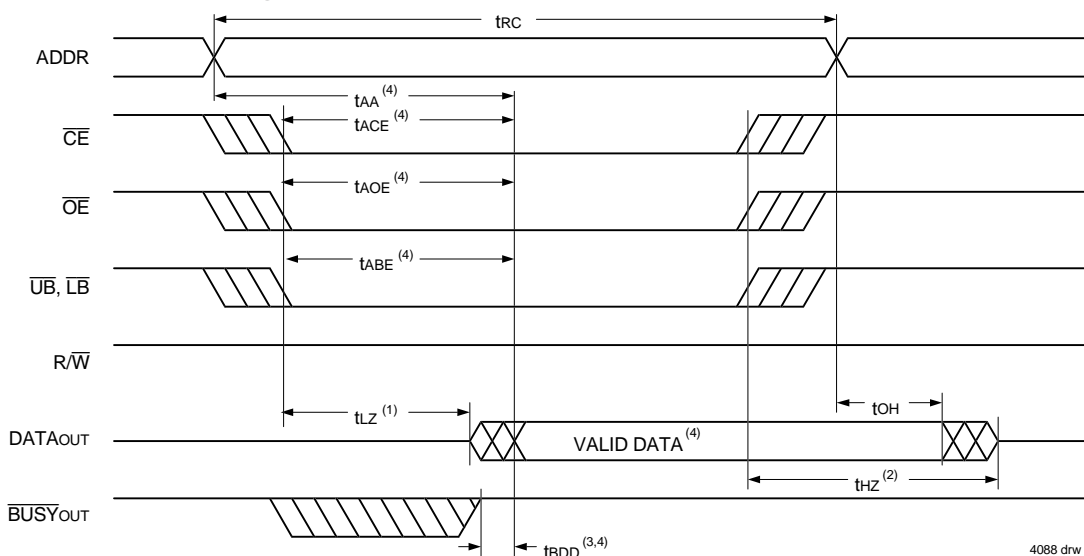 tRC
ADDR
tAA (4)
CE
tACE (4)
OE
tAOE (4)
UB, LB
tABE (4)
R/W
tLZ (1)
tOH
DATAOUT
VALID DATA(4)
tHZ (2)
BUSYOUT
tBDD (3,4)
4088 drw